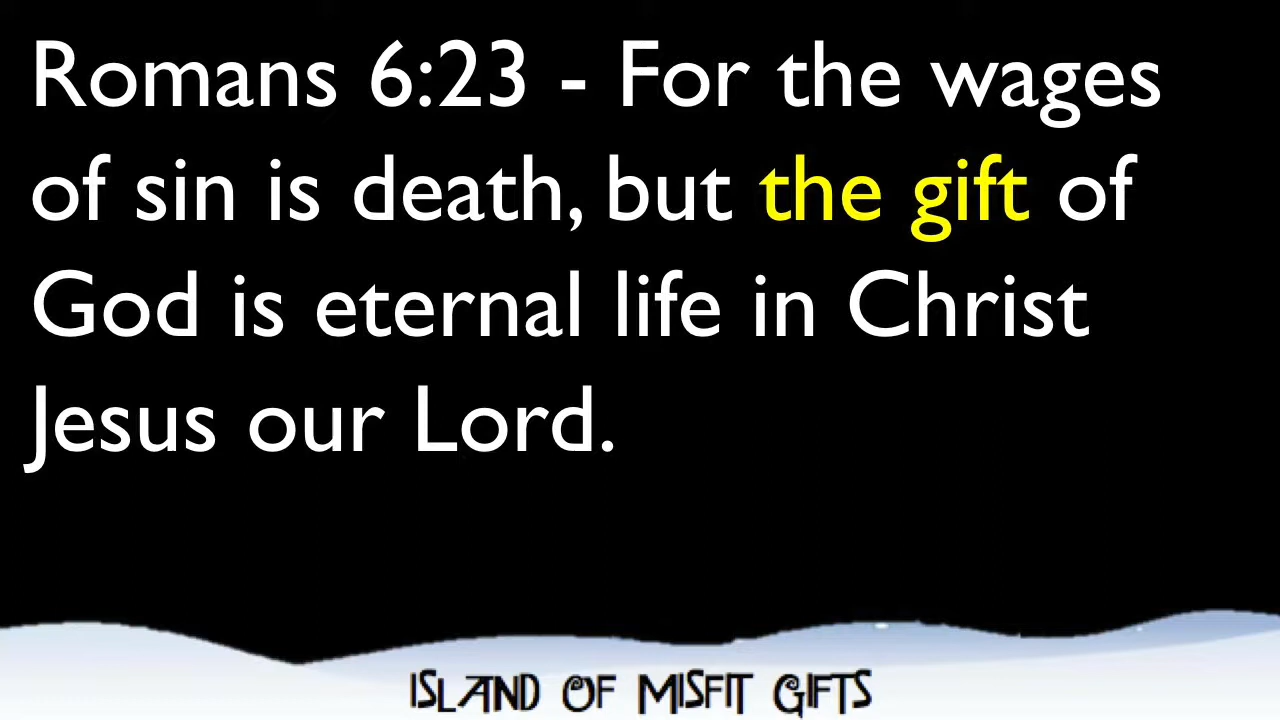 Romans 6:23 - For the wages
of sin is death, but the gift of
God is eternal life in Christ
Jesus our Lord.
ISLAND OF MISFIT GIFTS